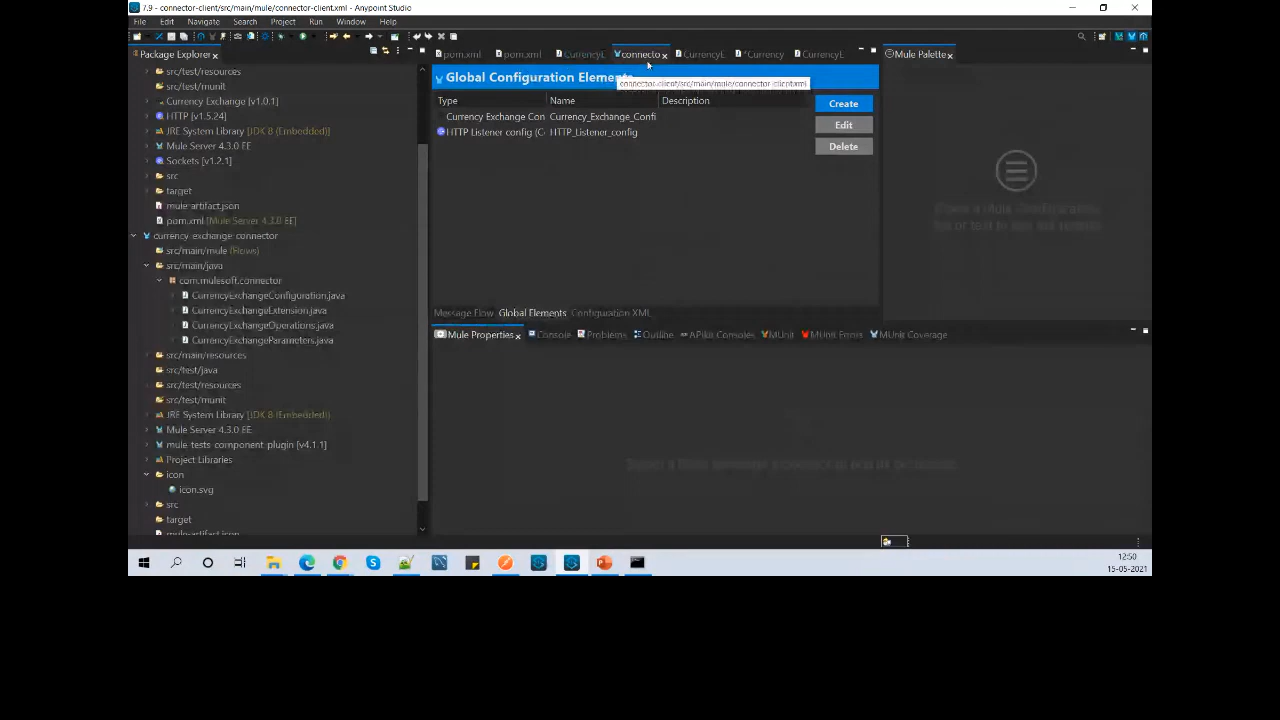 7.9 - connector-client/src/main/mule/connector-client.xml - Anypoint Studio
File Edit Navigate Search Project Run Window Help
Package Explorer
src/test/resources
src/test/munit
Currency Exchange [v1.0.1]
HTTP [v1.5.24]
JRE System Library [JDK 8 (Embedded)]
Mule Server 4.3.0 EE
Sockets [v1.2.1]
src
target
mule-artifact.json
pom.xml [Mule Server 4.3.0 EE]
currency-exchange-connector
src/main/mule (Flows)
src/main/java
com.mulesoft.connector
CurrencyExchangeConfiguration.java
CurrencyExchangeExtension.java
CurrencyExchangeOperations.java
CurrencyExchangeParameters.java
src/main/resources
src/test/java
src/test/resources
src/test/munit
JRE System Library [JDK 8 (Embedded)]
Mule Server 4.3.0 EE
mule-tests-component-plugin [v4.1.1]
Project Libraries
icon
icon.svg
src
target
pom.xml pom.xml CurrencyE connecto CurrencyE *Currency CurrencyE
Global Configuration Elements
connector-client/src/main/mule/connector-client.xml
Type Name Description
Currency Exchange Con Currency_Exchange_Confi
HTTP Listener config (C HTTP_Listener_config
Create
Edit
Delete
Message Flow Global Elements Configuration XML
Mule Properties Console Problems Outline APIkit Consoles MUnit MUnit Errors MUnit Coverage
Mule Palette
12:50
15-05-2021